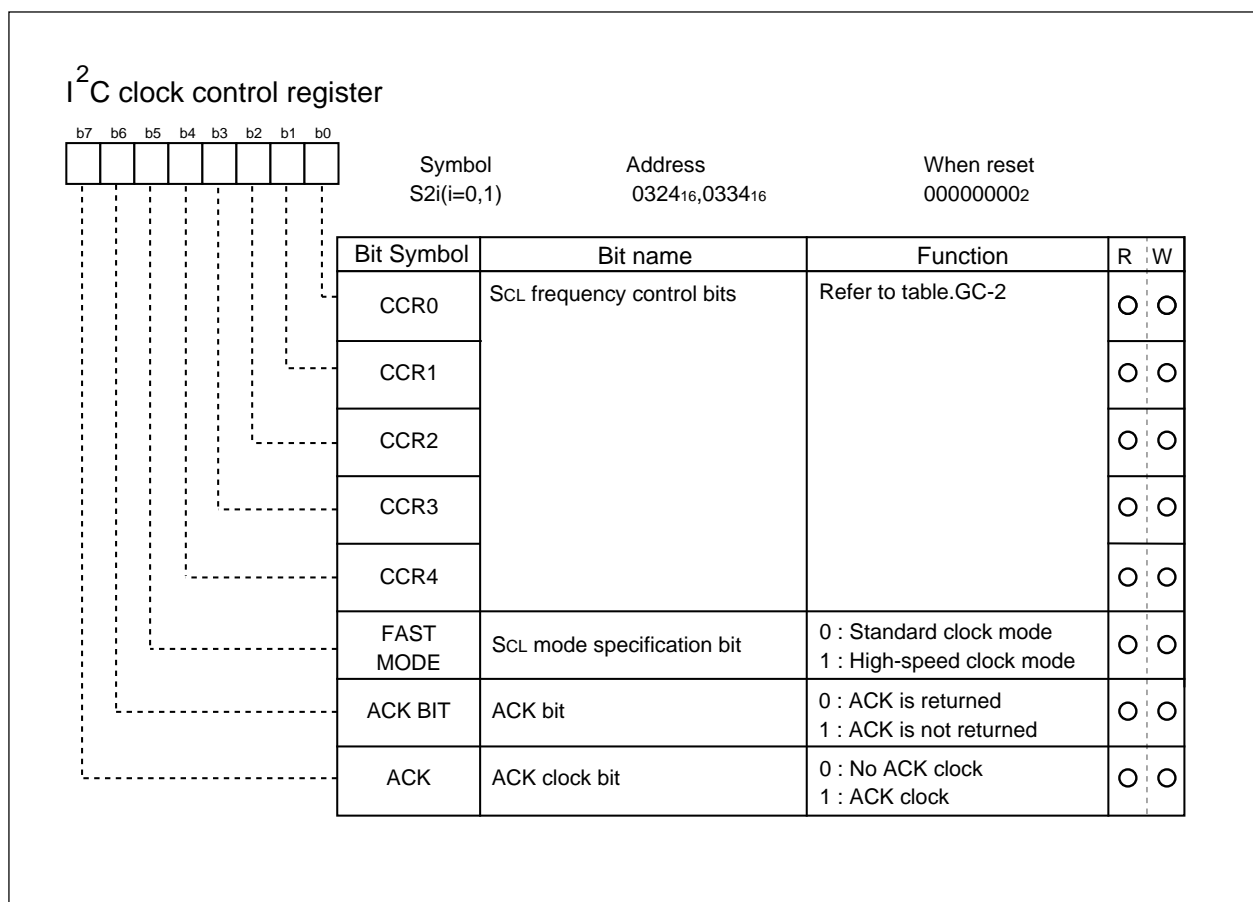 I2C clock control register
b7 b6 b5 b4 b3 b2 b1 b0
Symbol Address When reset
S2i(i=0,1) 032416,033416 000000002
Bit Symbol Bit name Function R W
CCR0 SCL frequency control bits Refer to table.GC-2
CCR1
CCR2
CCR3
CCR4
FAST MODE SCL mode specification bit 0 : Standard clock mode
1 : High-speed clock mode
ACK BIT ACK bit 0 : ACK is returned
1 : ACK is not returned
ACK ACK clock bit 0 : No ACK clock
1 : ACK clock